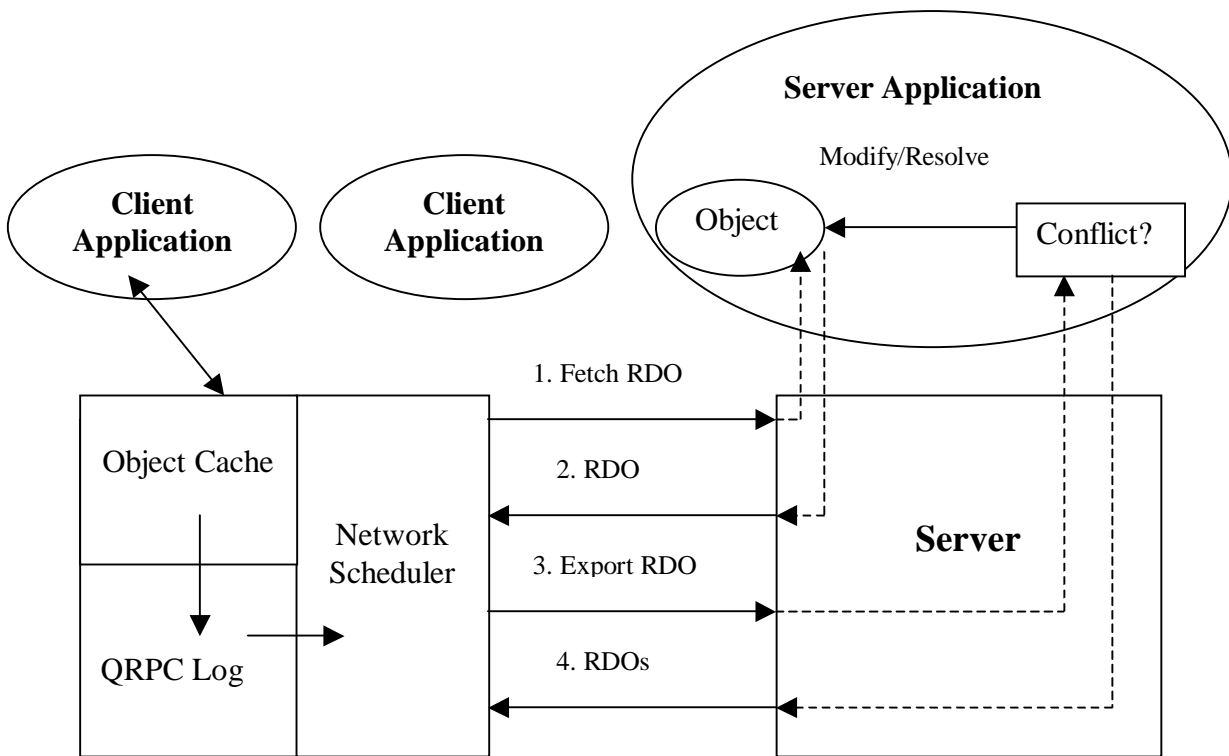 Server Application
Modify/Resolve
Client
Application
Client
Application
Object
Conflict?
1. Fetch RDO
Object Cache
2. RDO
Network
Scheduler
Server
3. Export RDO
QRPC Log
4. RDOs